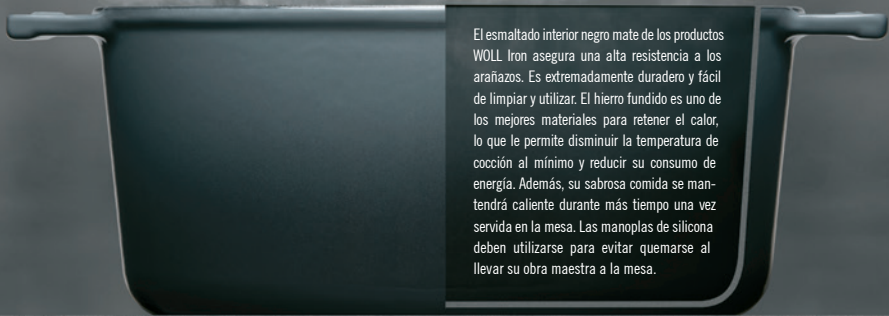 El esmaltado interior negro mate de los productos
WOLL Iron asegura una alta resistencia a los
arañazos. Es extremadamente duradero y fácil
de limpiar y utilizar. El hierro fundido es uno de
los mejores materiales para retener el calor,
lo que le permite disminuir la temperatura de
cocción al mínimo y reducir su consumo de
energía. Además, su sabrosa comida se man-
tendrá caliente durante más tiempo una vez
servida en la mesa. Las manoplas de silicona
deben utilizarse para evitar quemarse al
llevar su obra maestra a la mesa.